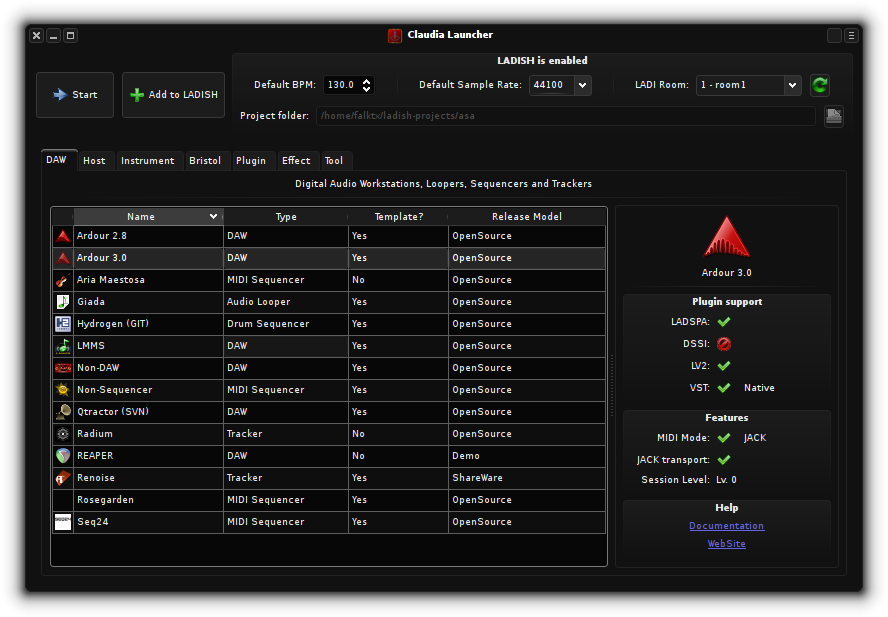 Claudia Launcher
LADISH is enabled
Start
Add to LADISH
Default BPM: 130.0
Default Sample Rate: 44100
LADI Room: 1 - room1
Project folder: /home/falktx/ladish-projects/asa
DAW Host Instrument Bristol Plugin Effect Tool
Digital Audio Workstations, Loopers, Sequencers and Trackers
Name Type Template? Release Model
Ardour 2.8 DAW Yes OpenSource
Ardour 3.0 DAW Yes OpenSource
Aria Maestosa MIDI Sequencer No OpenSource
Giada Audio Looper Yes OpenSource
Hydrogen (GIT) Drum Sequencer Yes OpenSource
LMMS DAW Yes OpenSource
Non-DAW DAW Yes OpenSource
Non-Sequencer MIDI Sequencer Yes OpenSource
Qtractor (SVN) DAW Yes OpenSource
Radium Tracker No OpenSource
REAPER DAW No Demo
Renoise Tracker Yes ShareWare
Rosegarden MIDI Sequencer Yes OpenSource
Seq24 MIDI Sequencer Yes OpenSource
Ardour 3.0
Plugin support
LADSPA:
DSSI:
LV2:
VST: Native
Features
MIDI Mode: JACK
JACK transport:
Session Level: Lv. 0
Help
Documentation
WebSite